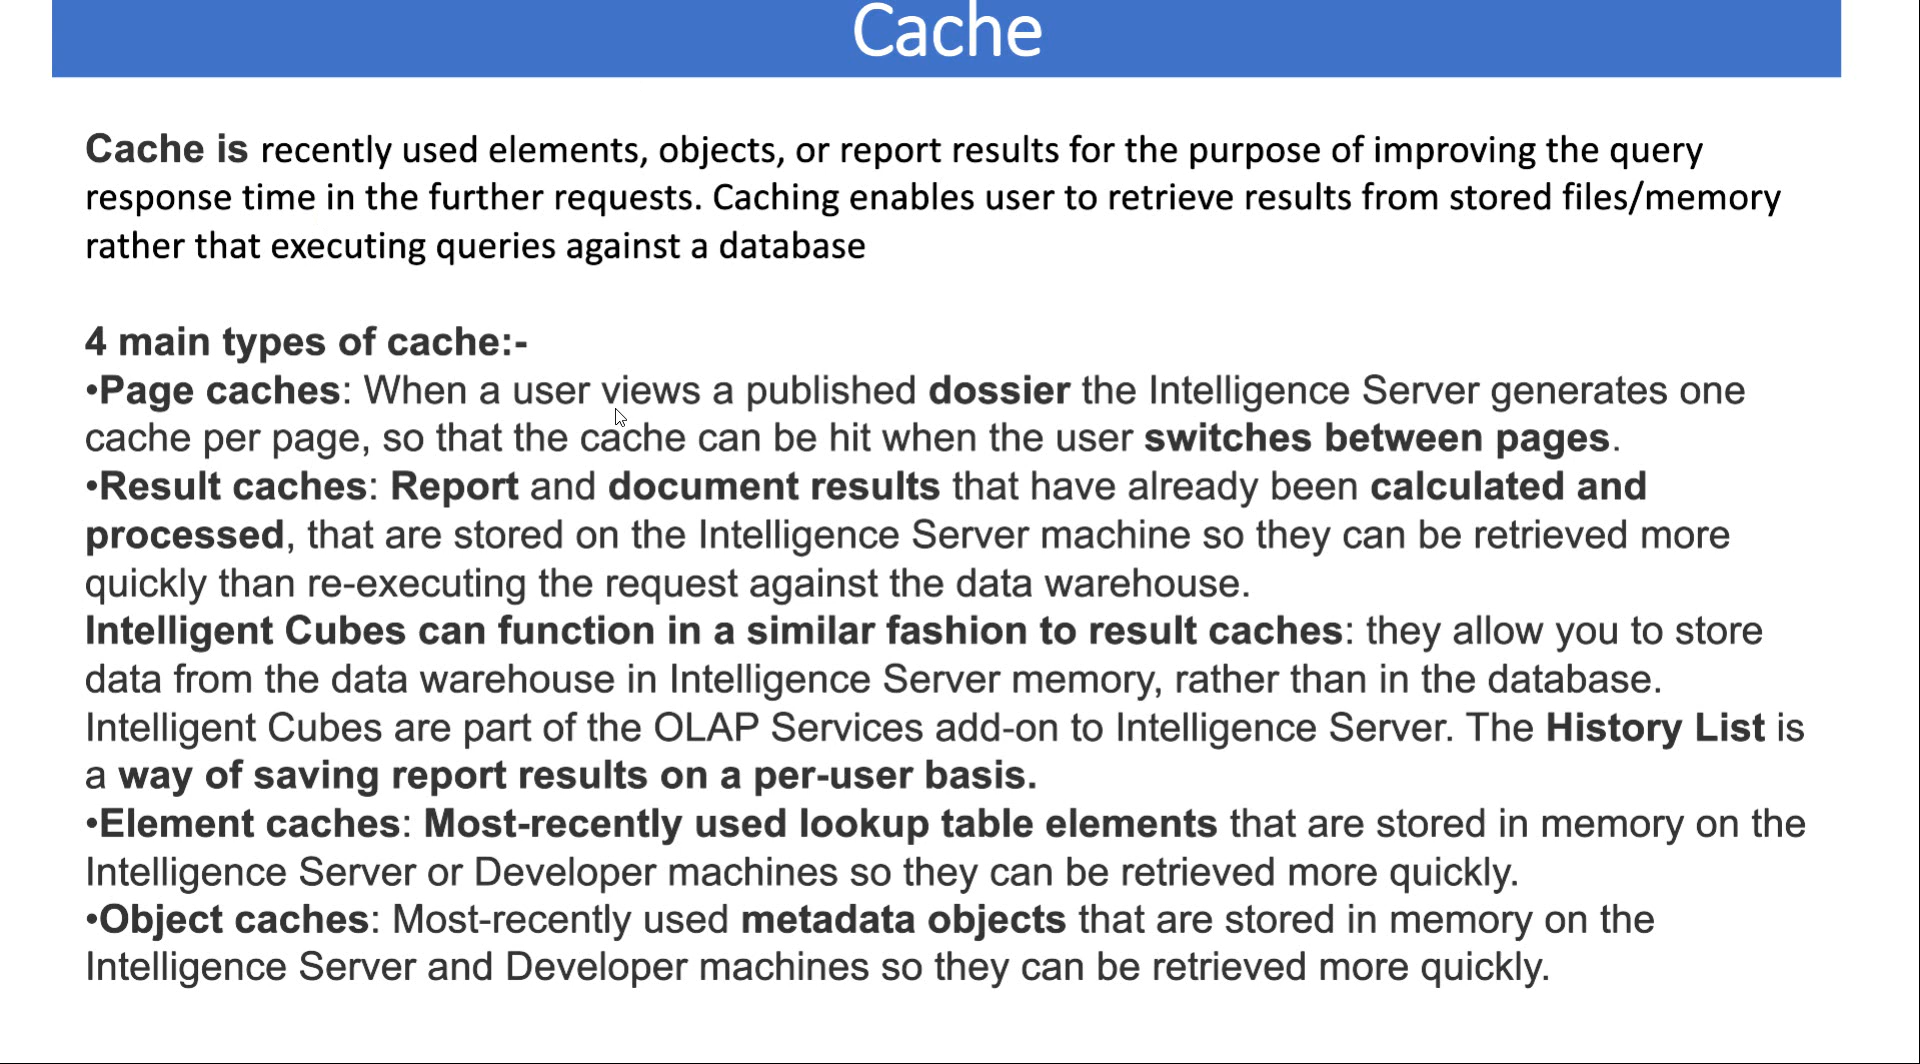 Cache
Cache is recently used elements, objects, or report results for the purpose of improving the query
response time in the further requests. Caching enables user to retrieve results from stored files/memory
rather that executing queries against a database
4 main types of cache:-
•Page caches: When a user views a published dossier the Intelligence Server generates one
cache per page, so that the cache can be hit when the user switches between pages.
•Result caches: Report and document results that have already been calculated and
processed, that are stored on the Intelligence Server machine so they can be retrieved more
quickly than re-executing the request against the data warehouse.
Intelligent Cubes can function in a similar fashion to result caches: they allow you to store
data from the data warehouse in Intelligence Server memory, rather than in the database.
Intelligent Cubes are part of the OLAP Services add-on to Intelligence Server. The History List is
a way of saving report results on a per-user basis.
•Element caches: Most-recently used lookup table elements that are stored in memory on the
Intelligence Server or Developer machines so they can be retrieved more quickly.
•Object caches: Most-recently used metadata objects that are stored in memory on the
Intelligence Server and Developer machines so they can be retrieved more quickly.